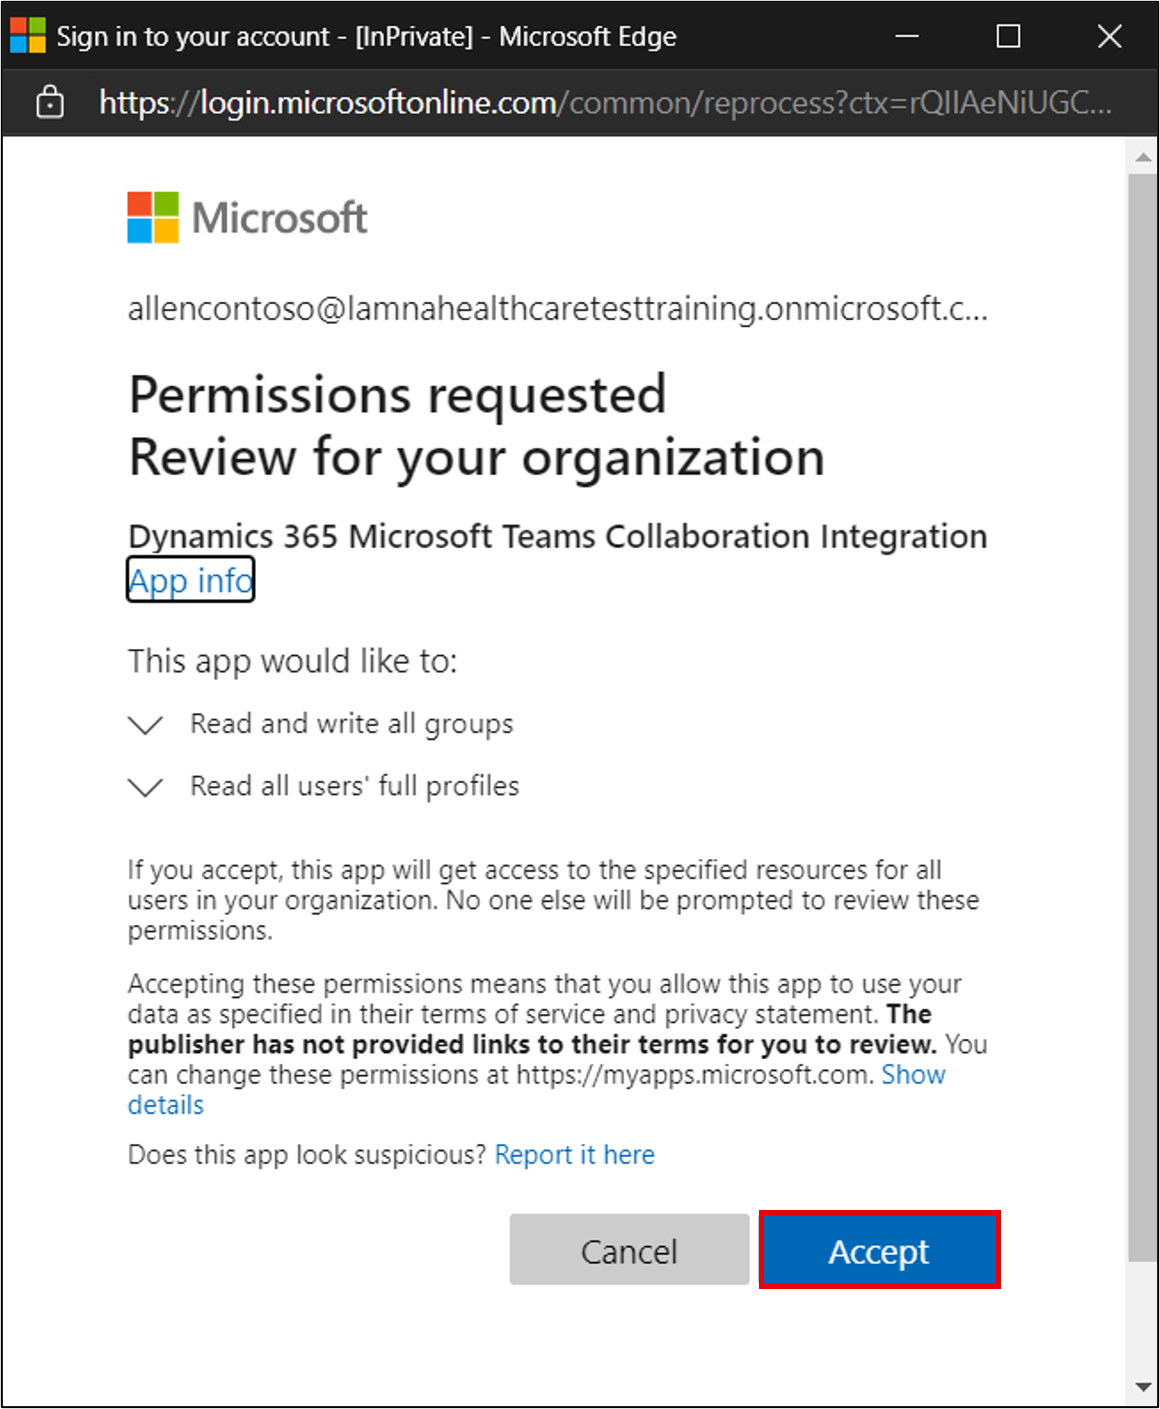 Sign in to your account - [InPrivate] - Microsoft Edge
https://login.microsoftonline.com/common/reprocess?ctx=rQIIAeNiUGC...
Microsoft
allencontoso@lamnahealthcaretesttraining.onmicrosoft.c...
Permissions requested
Review for your organization
Dynamics 365 Microsoft Teams Collaboration Integration
App info
This app would like to:
Read and write all groups
Read all users' full profiles
If you accept, this app will get access to the specified resources for all
users in your organization. No one else will be prompted to review these
permissions.
Accepting these permissions means that you allow this app to use your
data as specified in their terms of service and privacy statement. The
publisher has not provided links to their terms for you to review. You
can change these permissions at https://myapps.microsoft.com. Show
details
Does this app look suspicious? Report it here
Cancel Accept